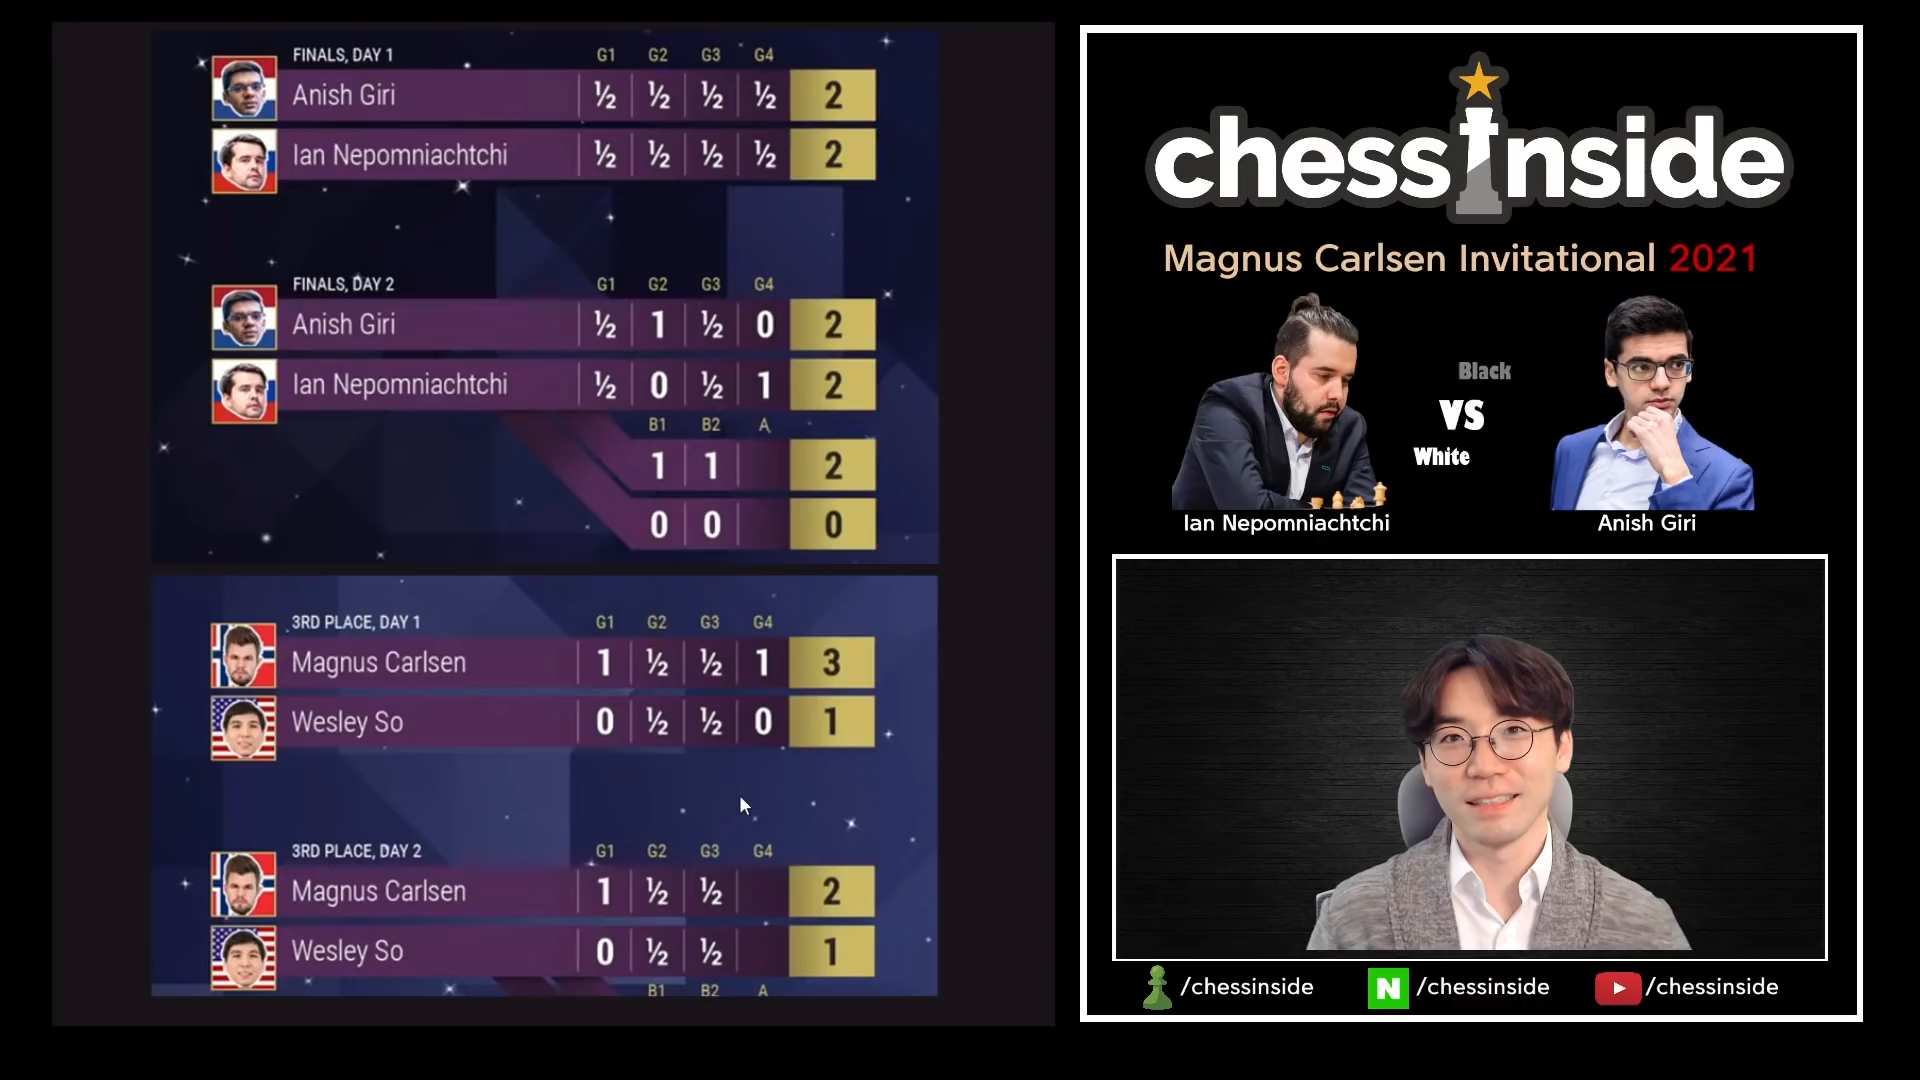 FINALS, DAY 1 G1 G2 G3 G4
Anish Giri ½ ½ ½ ½ 2
Ian Nepomniachtchi ½ ½ ½ ½ 2
FINALS, DAY 2 G1 G2 G3 G4
Anish Giri ½ 1 ½ 0 2
Ian Nepomniachtchi ½ 0 ½ 1 2
B1 B2 A
1 1 2
0 0 0
3RD PLACE, DAY 1 G1 G2 G3 G4
Magnus Carlsen 1 ½ ½ 1 3
Wesley So 0 ½ ½ 0 1
3RD PLACE, DAY 2 G1 G2 G3 G4
Magnus Carlsen 1 ½ ½ 2
Wesley So 0 ½ ½ 1
B1 B2 A
chessInside
Magnus Carlsen Invitational 2021
Black
VS
White
Ian Nepomniachtchi
Anish Giri
/chessinside
N /chessinside
/chessinside